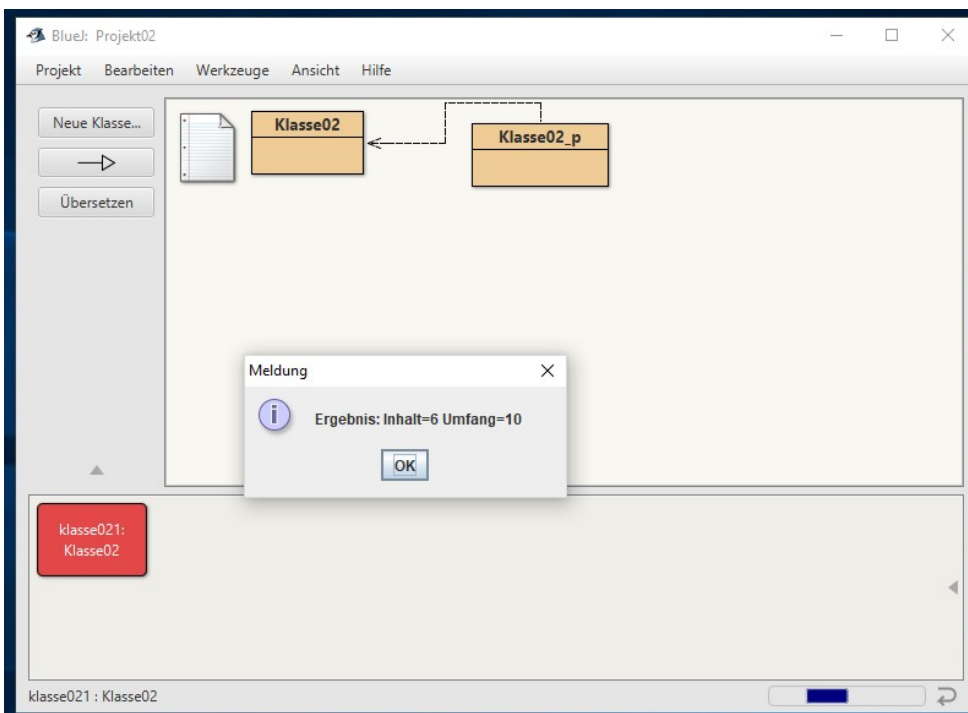 BlueJ: Projekt02
Projekt Bearbeiten Werkzeuge Ansicht Hilfe
Neue Klasse...
Übersetzen
Klasse02
Klasse02_p
Meldung
i
Ergebnis: Inhalt=6 Umfang=10
OK
klasse021:
Klasse02
klasse021 : Klasse02